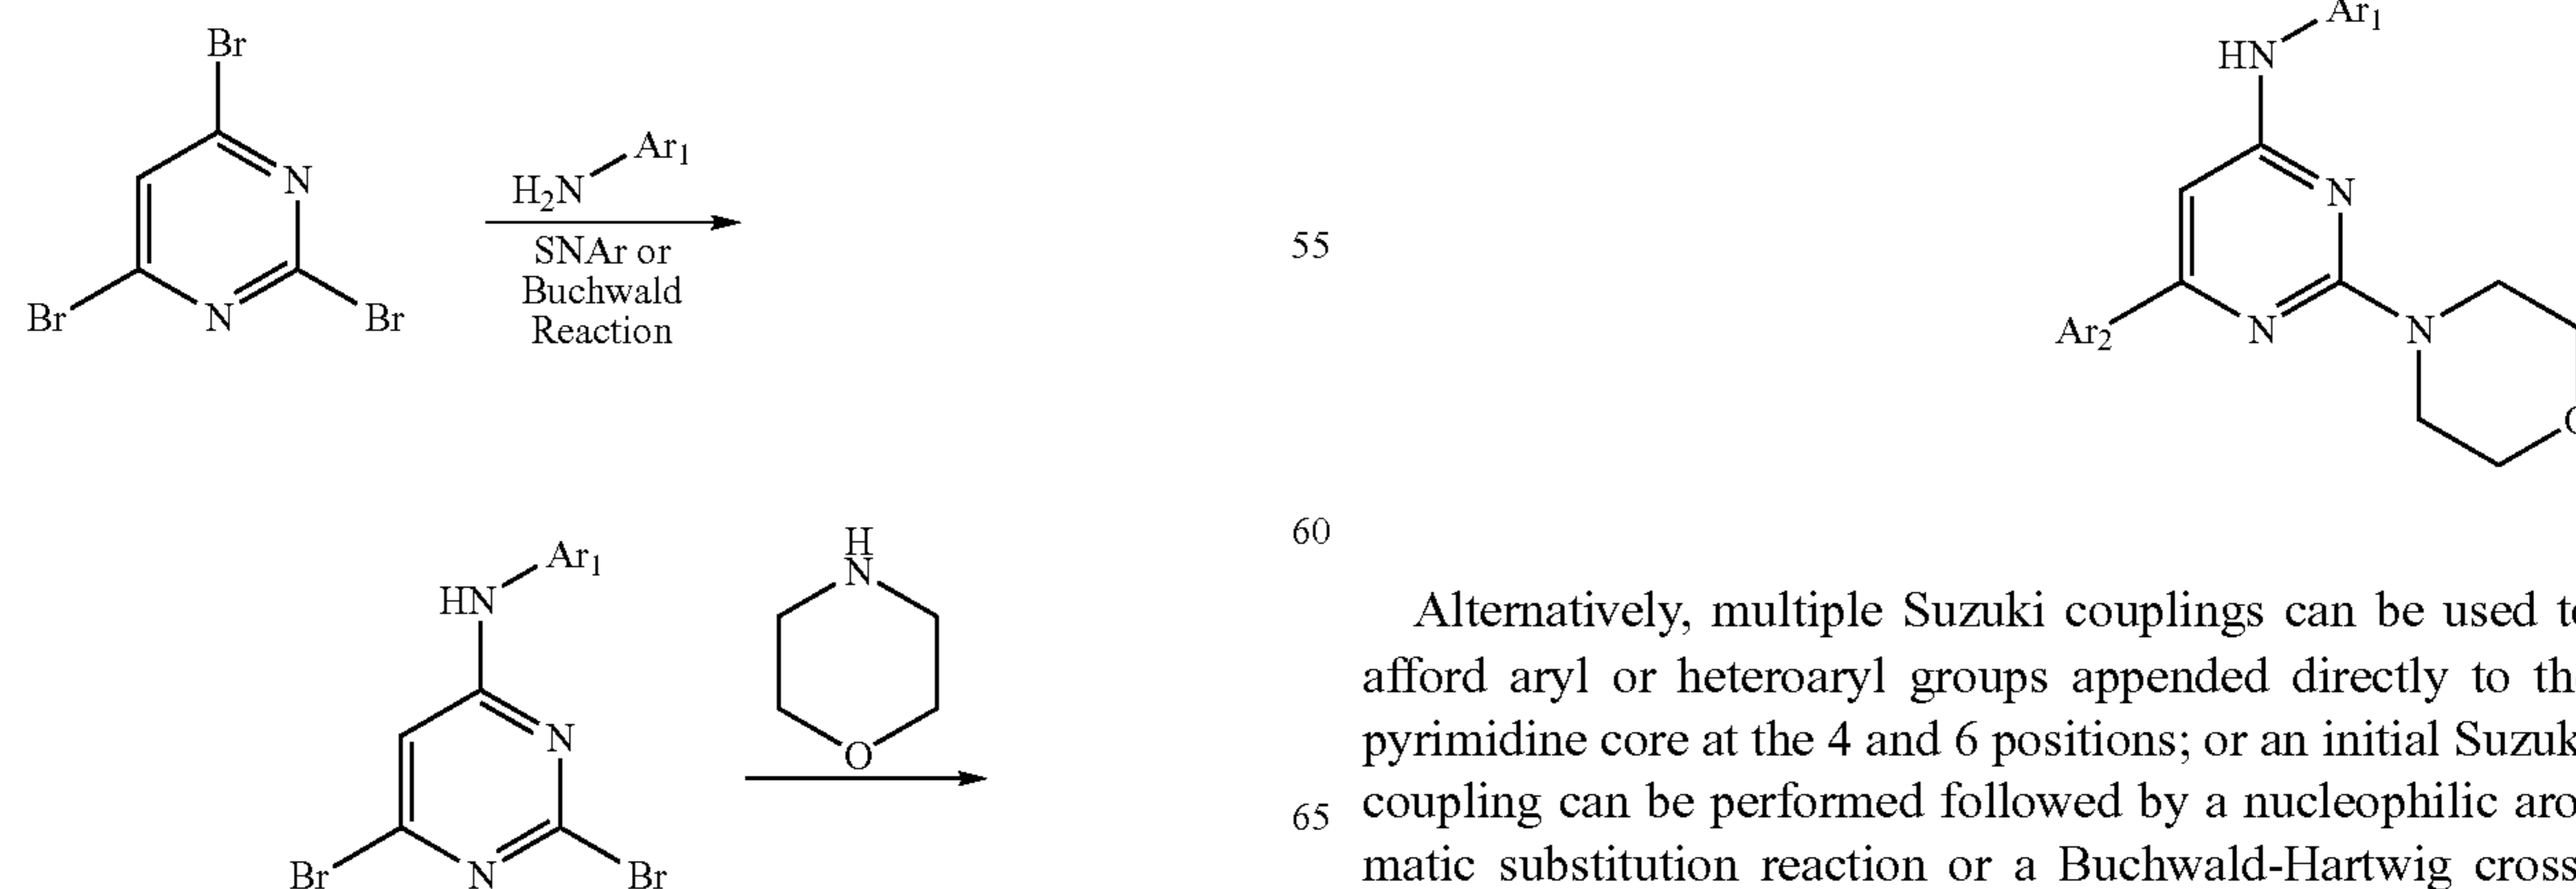 Br
N
Br
N
Br
H₂N
Ar₁
SNAr or
Buchwald
Reaction
HN
Ar₁
N
Br
N
Br
H
N
O
55
60
65
Ar₁
HN
N
Ar₂
N
N
Alternatively, multiple Suzuki couplings can be used
afford aryl or heteroaryl groups appended directly to
pyrimidine core at the 4 and 6 positions; or an initial
coupling can be performed followed by a nucleophilic aro
matic substitution reaction or a Buchwald-Hartwig cross